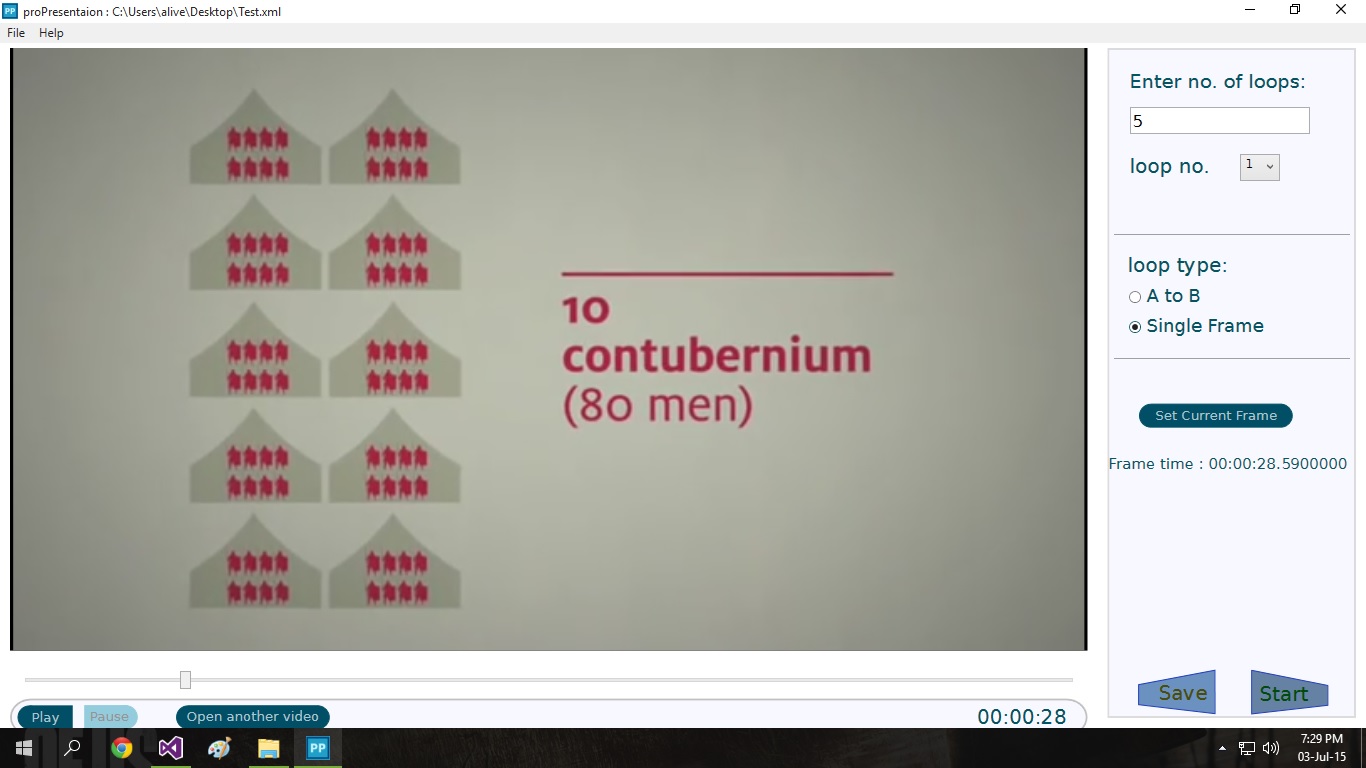 PP proPresentaion : C:\Users\alive\Desktop\Test.xml
File Help
10
contubernium
(80 men)
Enter no. of loops:
5
loop no. 1
loop type:
A to B
Single Frame
Set Current Frame
Frame time : 00:00:28.5900000
Save Start
Play Pause Open another video 00:00:28
PP
7:29 PM
03-Jul-15